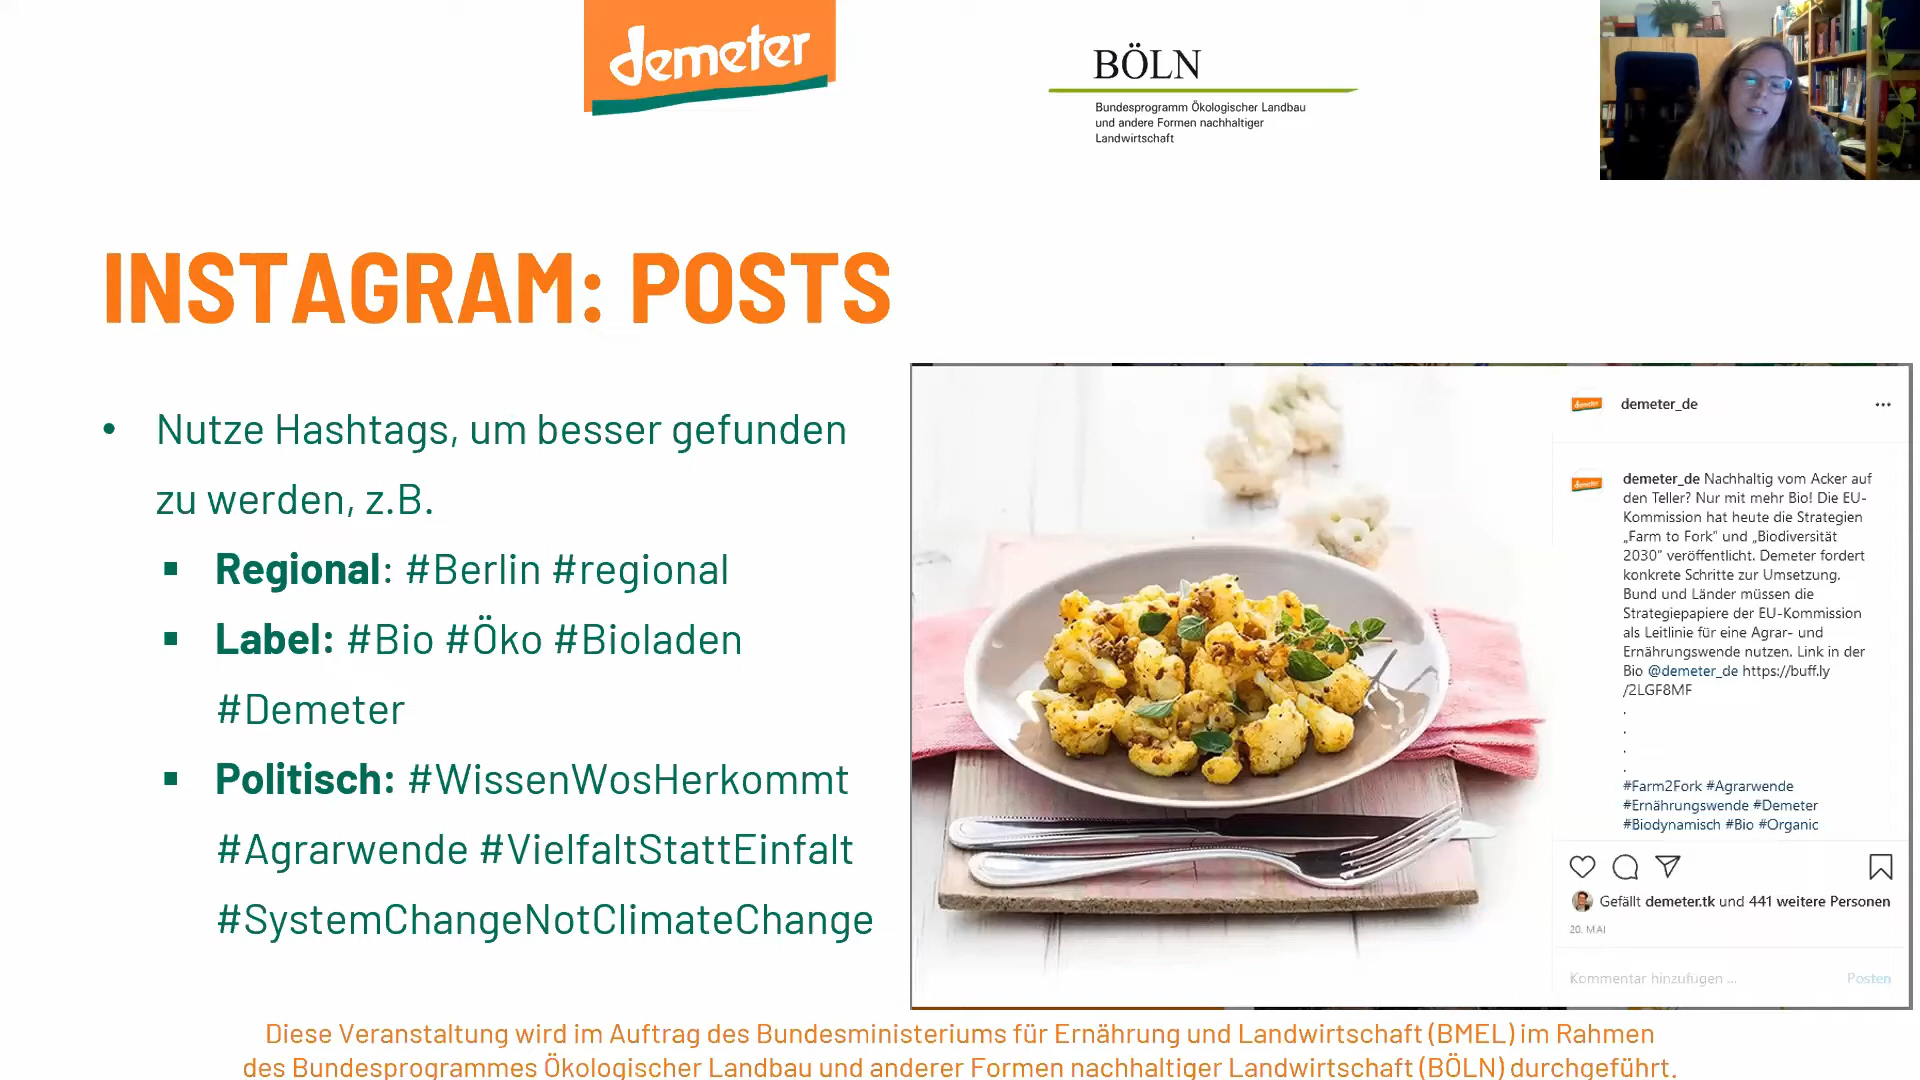 demeter
BÖLN
Bundesprogramm Ökologischer Landbau
und andere Formen nachhaltiger
Landwirtschaft
INSTAGRAM: POSTS
• Nutze Hashtags, um besser gefunden
zu werden, z.B.
▪ Regional: #Berlin #regional
▪ Label: #Bio #Öko #Bioladen
#Demeter
▪ Politisch: #WissenWosHerkommt
#Agrarwende #VielfaltStattEinfalt
#SystemChangeNotClimateChange
demeter demeter_de ...
demeter demeter_de Nachhaltig vom Acker auf
den Teller? Nur mit mehr Bio! Die EU-
Kommission hat heute die Strategien
„Farm to Fork“ und „Biodiversität
2030“ veröffentlicht. Demeter fordert
konkrete Schritte zur Umsetzung.
Bund und Länder müssen die
Strategiepapiere der EU-Kommission
als Leitlinie für eine Agrar- und
Ernährungswende nutzen. Link in der
Bio @demeter_de https://buff.ly
/2LGF8MF
.
.
.
.
#Farm2Fork #Agrarwende
#Ernährungswende #Demeter
#Biodynamisch #Bio #Organic
Gefällt demeter.tk und 441 weitere Personen
20. MAI
Kommentar hinzufügen ... Posten
Diese Veranstaltung wird im Auftrag des Bundesministeriums für Ernährung und Landwirtschaft (BMEL) im Rahmen
des Bundesprogrammes Ökologischer Landbau und anderer Formen nachhaltiger Landwirtschaft (BÖLN) durchgeführt.